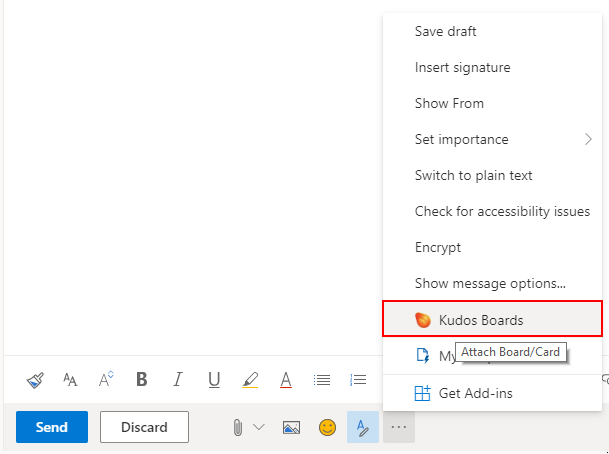 Save draft
Insert signature
Show From
Set importance
Switch to plain text
Check for accessibility issues
Encrypt
Show message options...
Kudos Boards
My
Attach Board/Card
Get Add-ins
B I U A
Send Discard